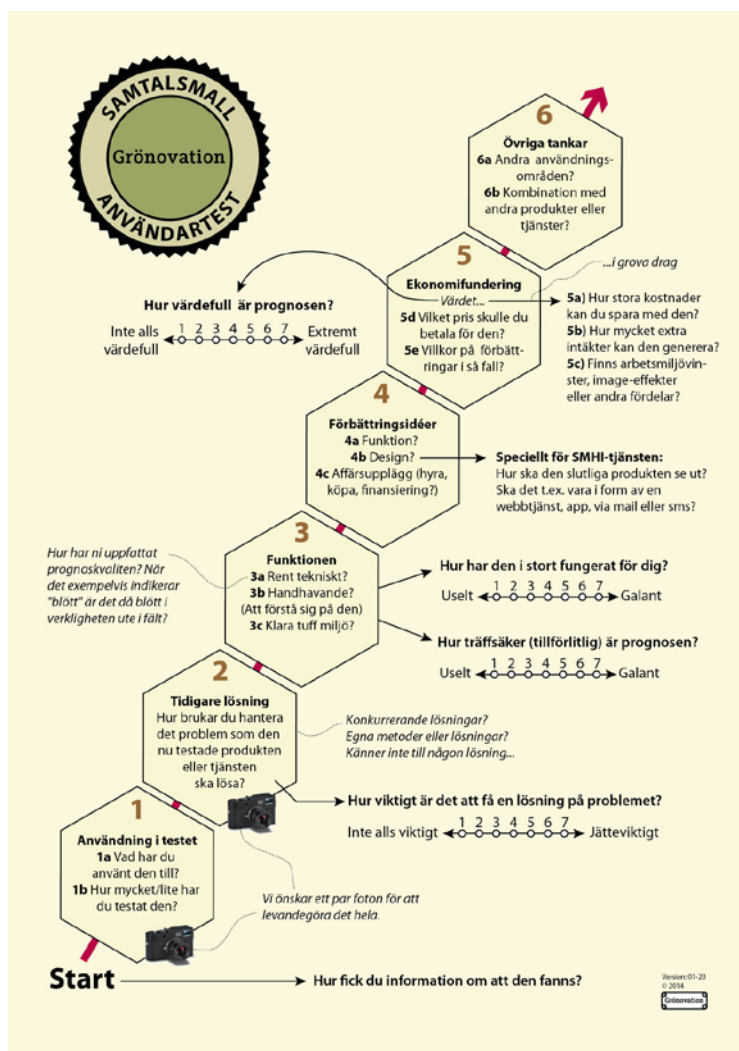 SAMTALSMALL
Grönovation
ANVÄNDARTEST
6
Övriga tankar
6a Andra användnings-
områden?
6b Kombination med
andra produkter eller
tjänster?
5
Ekonomifundering
Värdet...
5d Vilket pris skulle du
betala för den?
5e Villkor på förbätt-
ringar i så fall?
...i grova drag
5a) Hur stora kostnader
kan du spara med den?
5b) Hur mycket extra
intäkter kan den generera?
5c) Finns arbetsmiljövin-
ster, image-effekter
eller andra fördelar?
Hur värdefull är prognosen?
Inte alls
värdefull
1 2 3 4 5 6 7
Extremt
värdefull
4
Förbättringsidéer
4a Funktion?
4b Design?
4c Affärsupplägg (hyra,
köpa, finansiering?)
Speciellt för SMHI-tjänsten:
Hur ska den slutliga produkten se ut?
Ska det t.ex. vara i form av en
webbtjänst, app, via mail eller sms?
3
Funktionen
3a Rent tekniskt?
3b Handhavande?
(Att förstå sig på den)
3c Klara tuff miljö?
Hur har ni uppfattat
prognoskvaliten? När
det exempelvis indikerar
"blött" är det då blött i
verkligheten ute i fält?
Hur har den i stort fungerat för dig?
1 2 3 4 5 6 7
Uselt Galant
Hur träffsäker (tillförlitlig) är prognosen?
1 2 3 4 5 6 7
Uselt Galant
2
Tidigare lösning
Hur brukar du hantera
det problem som den
nu testade produkten
eller tjänsten
ska lösa?
Konkurrerande lösningar?
Egna metoder eller lösningar?
Känner inte till någon lösning...
Hur viktigt är det att få en lösning på problemet?
1 2 3 4 5 6 7
Inte alls viktigt Jätteviktigt
1
Användning i testet
1a Vad har du
använt den till?
1b Hur mycket/lite har
du testat den?
Vi önskar ett par foton för att
levandegöra det hela.
Start
Hur fick du information om att den fanns?
Version: 01-20
© 2014
Grönovation